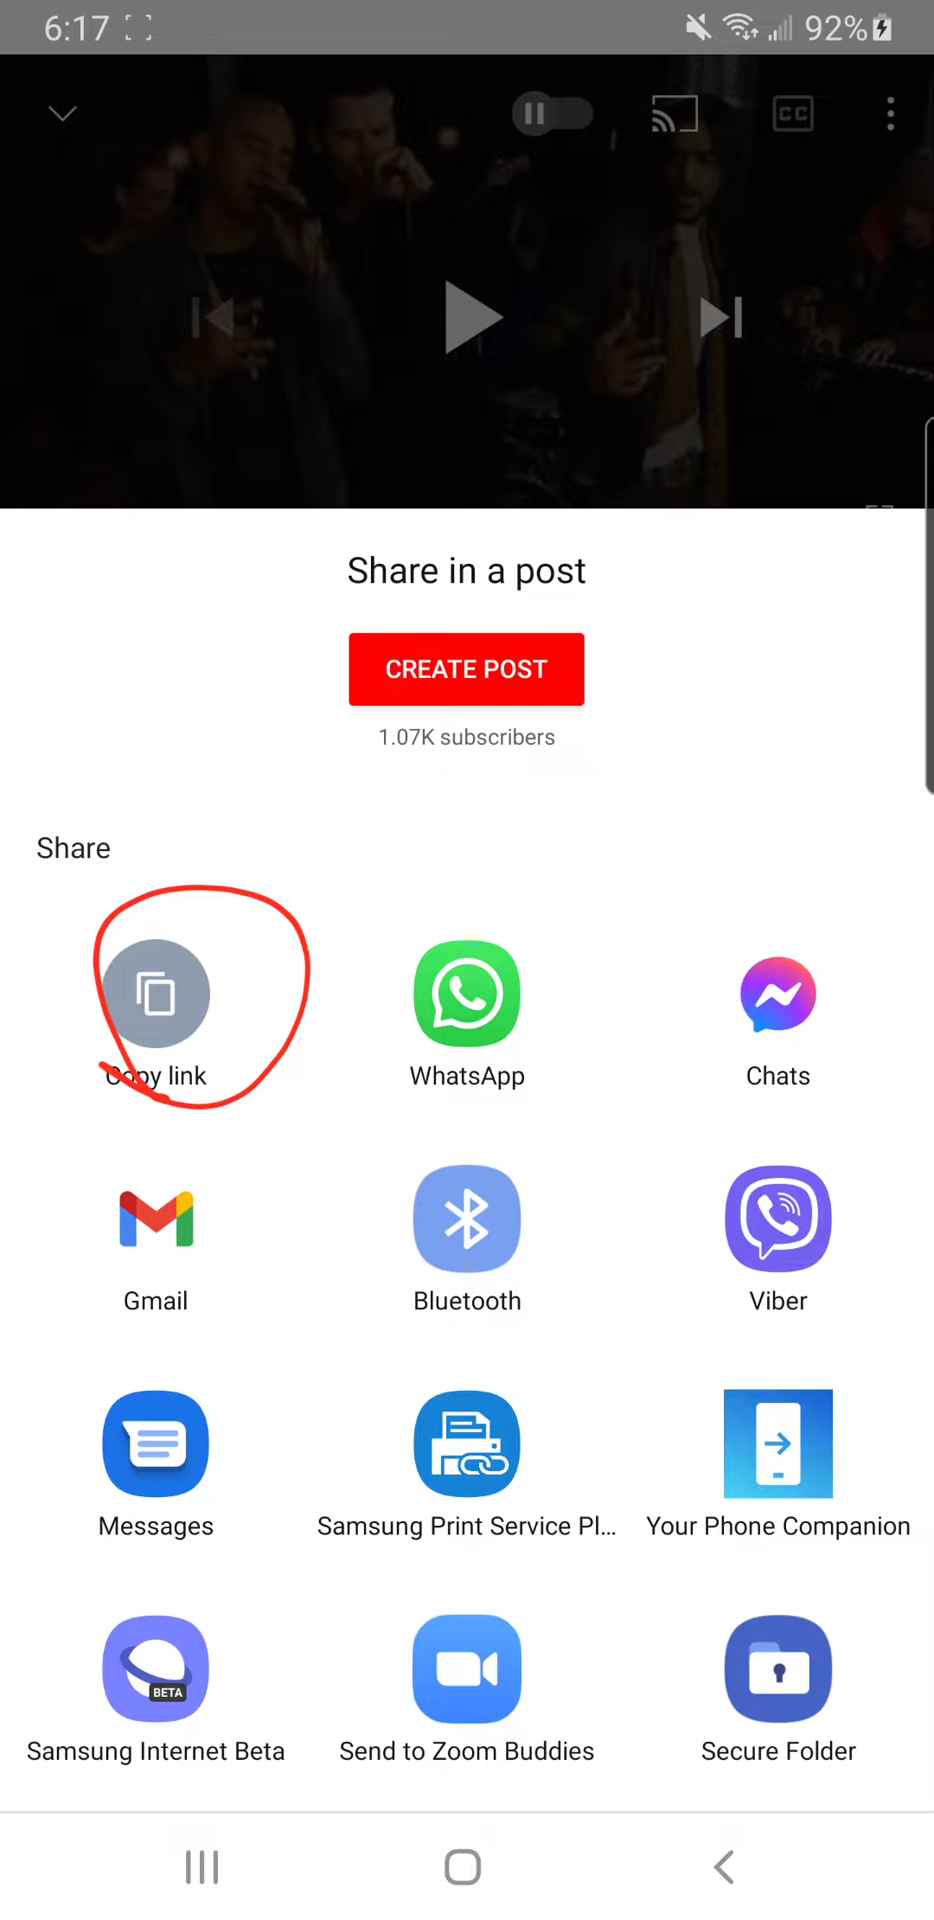 6:17 92%
CC
Share in a post
CREATE POST
1.07K subscribers
Share
Copy link WhatsApp Chats
Gmail Bluetooth Viber
Messages Samsung Print Service Pl... Your Phone Companion
BETA
Samsung Internet Beta Send to Zoom Buddies Secure Folder